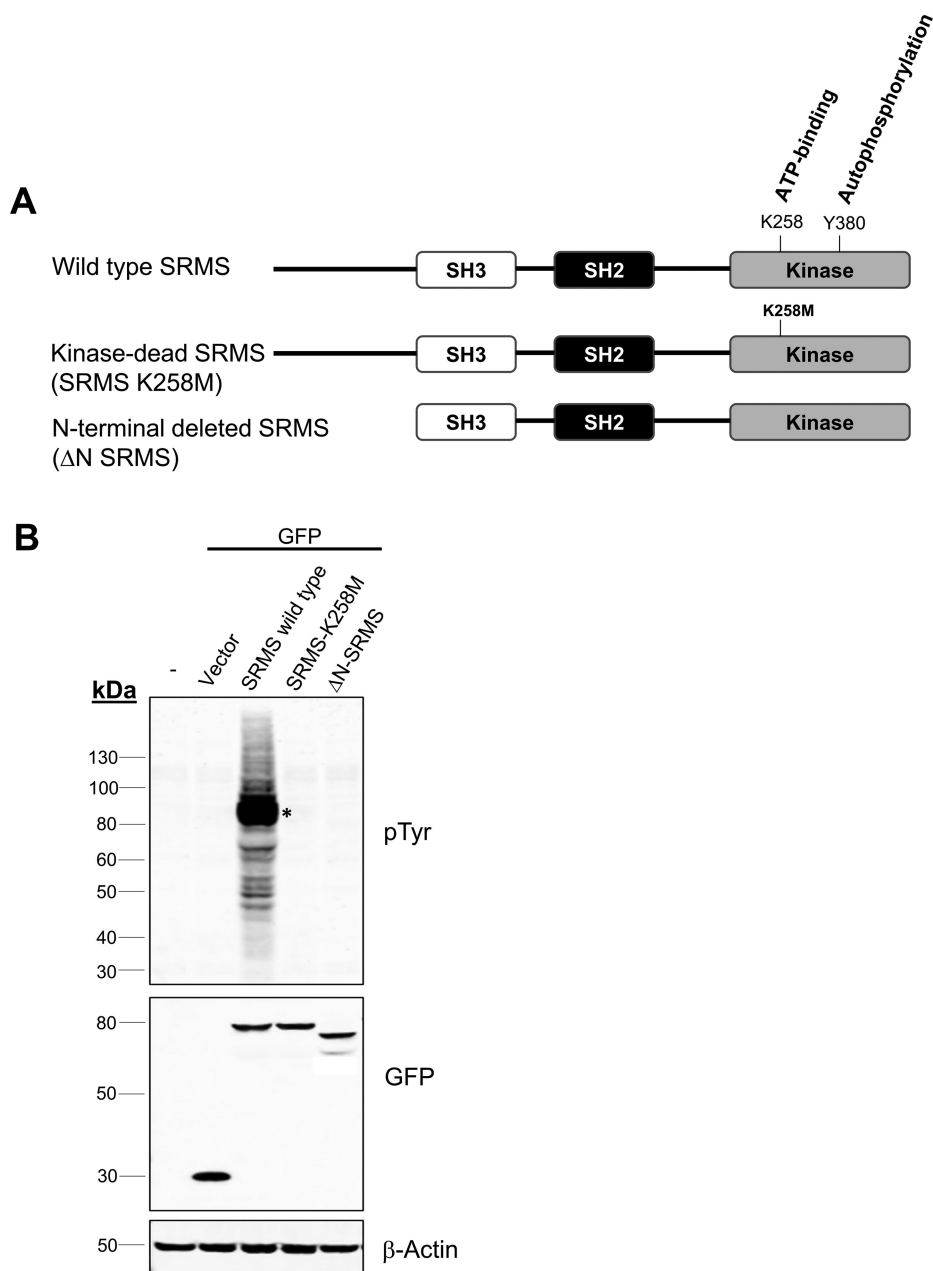 A
ATP-binding
Autophosphorylation
K258
Y380
Wild type SRMS
SH3
SH2
Kinase
K258M
Kinase-dead SRMS
(SRMS K258M)
SH3
SH2
Kinase
N-terminal deleted SRMS
(ΔN SRMS)
SH3
SH2
Kinase
B
GFP
-
Vector
SRMS wild type
SRMS-K258M
ΔN-SRMS
kDa
130
100
80
60
50
40
30
*
pTyr
80
50
30
GFP
50
β-Actin